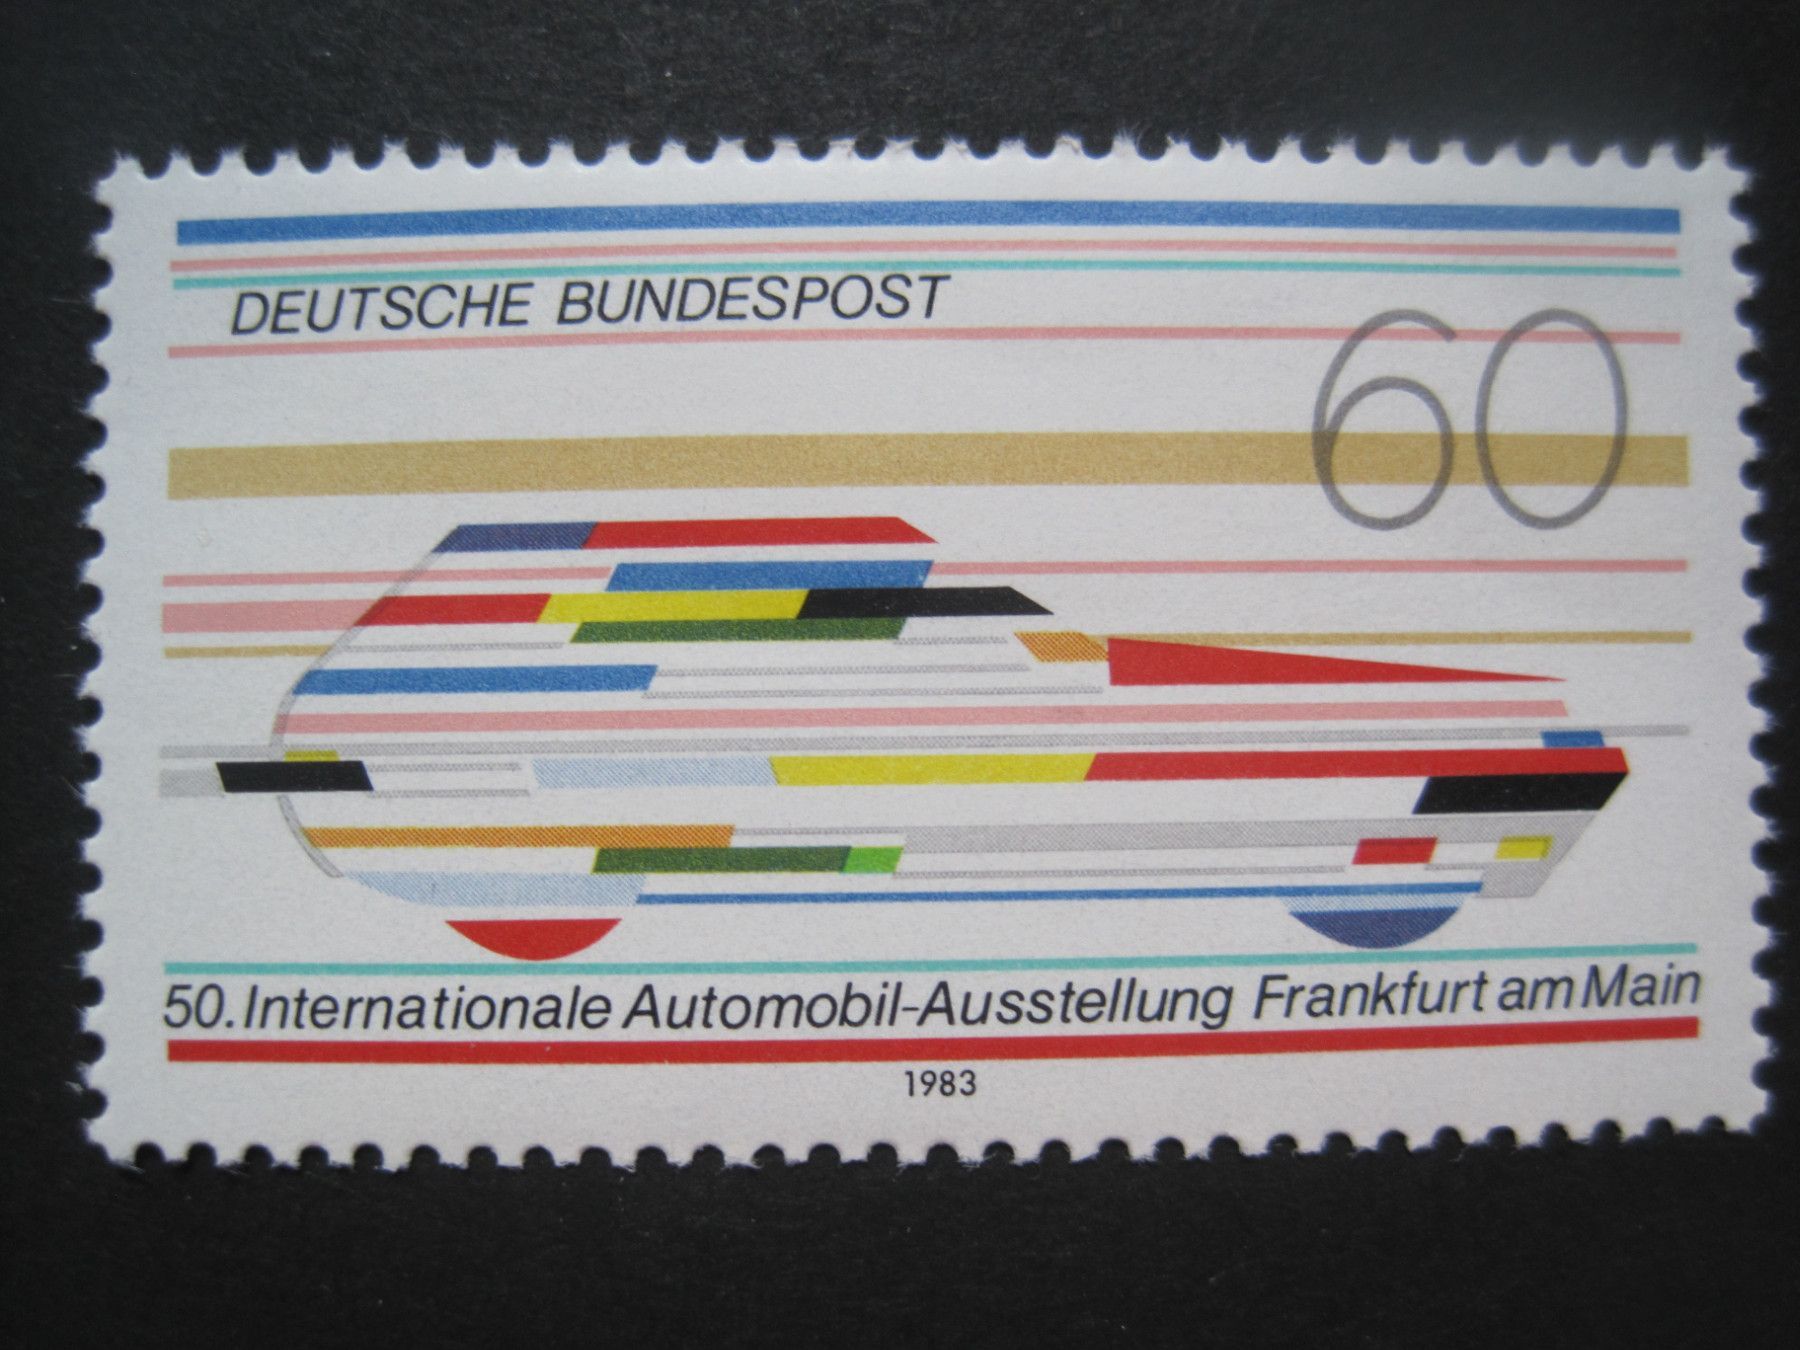 DEUTSCHE BUNDESPOST
60
50. Internationale Automobil-Ausstellung Frankfurt am Main
1983